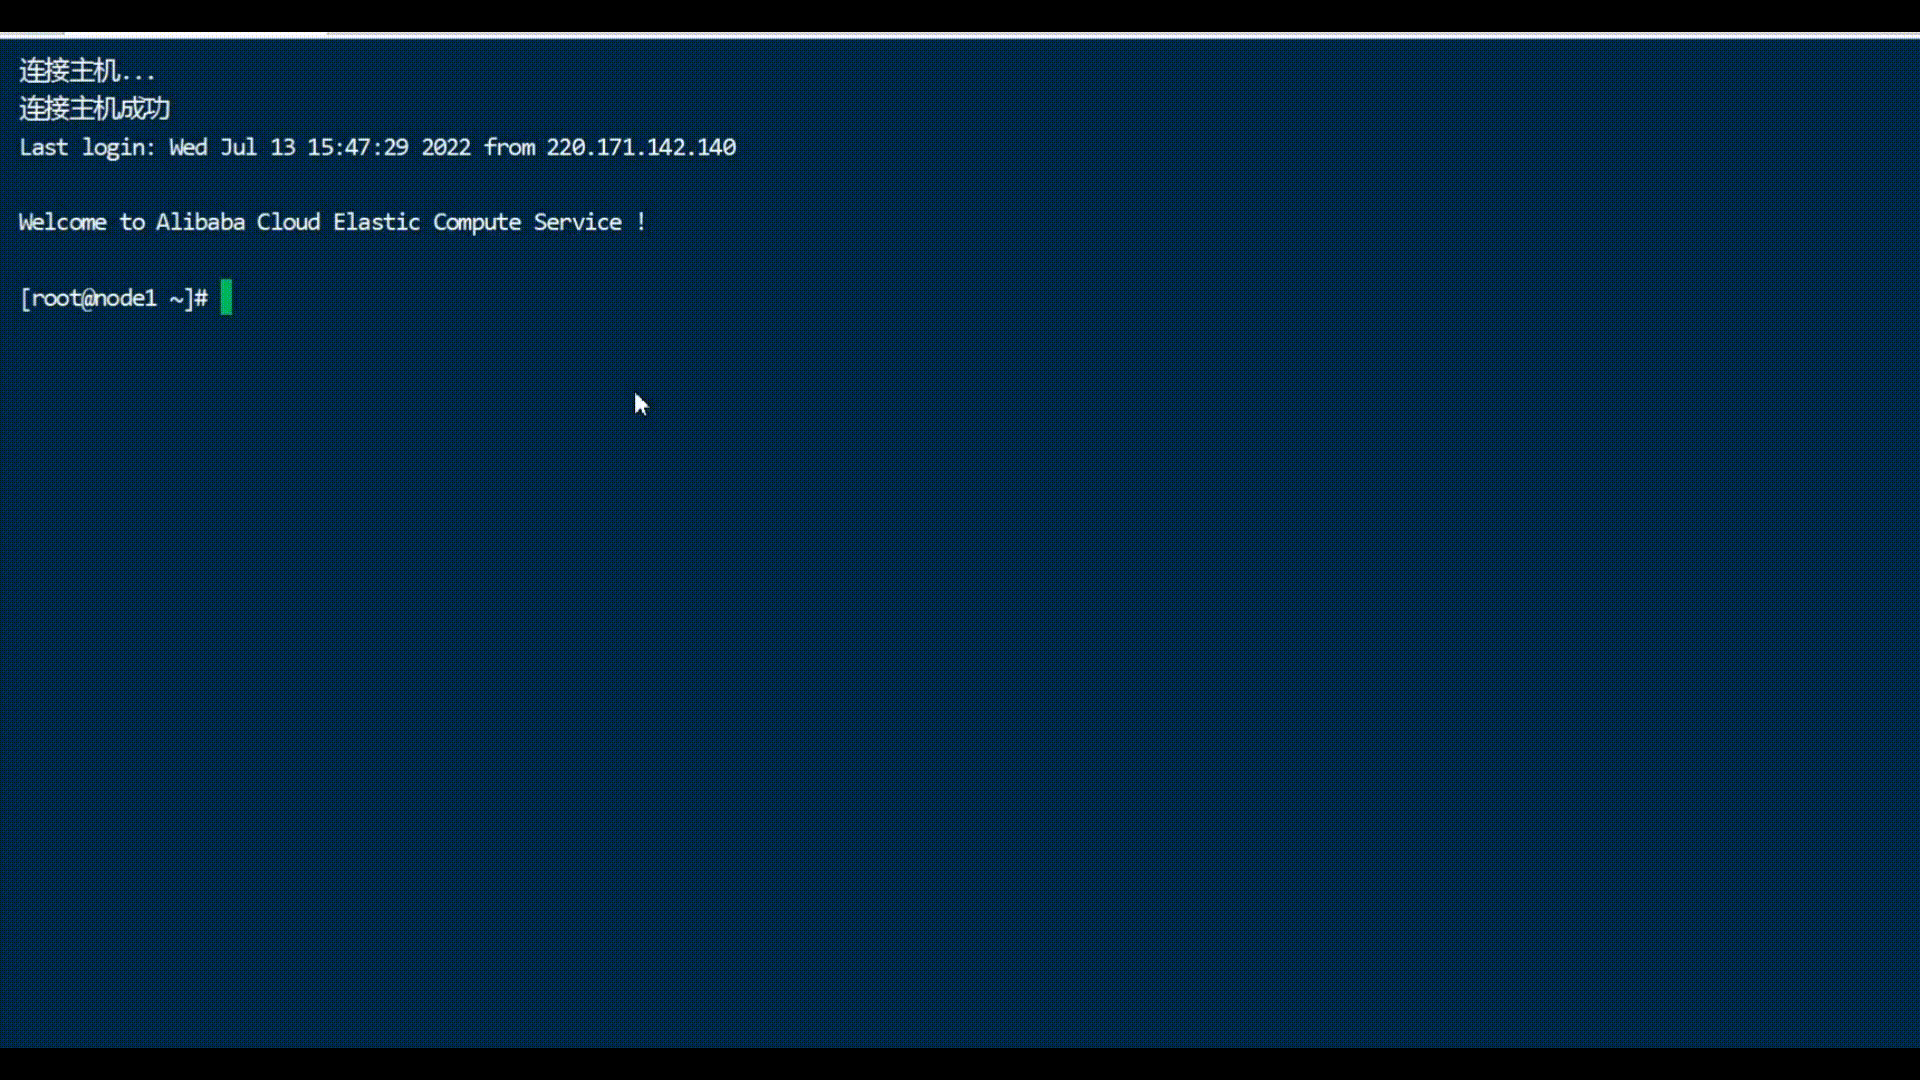 连接主机...
连接主机成功
Last login: Wed Jul 13 15:47:29 2022 from 220.171.142.140
Welcome to Alibaba Cloud Elastic Compute Service !
[root@node1 ~]#